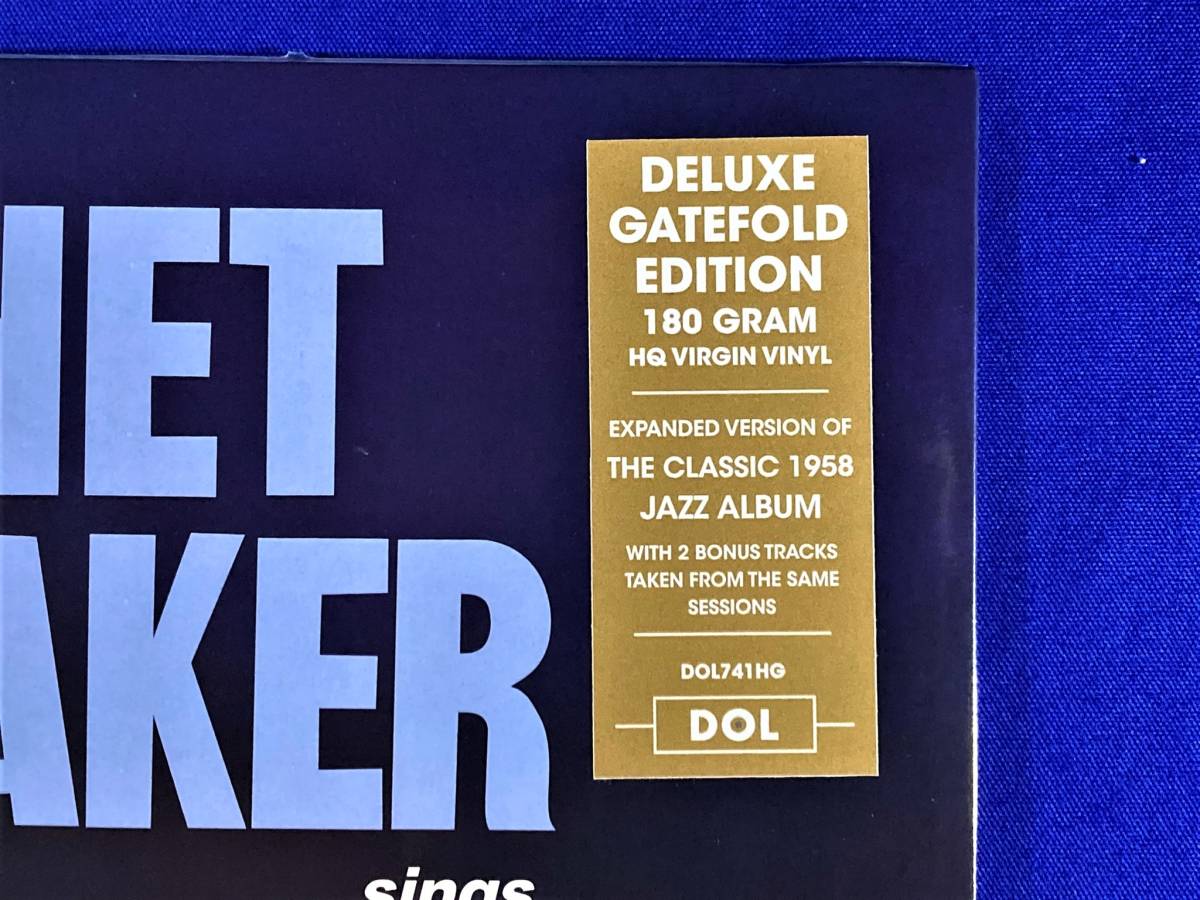 HET
AKER
sings
DELUXE
GATEFOLD
EDITION
180 GRAM
HQ VIRGIN VINYL
EXPANDED VERSION OF
THE CLASSIC 1958
JAZZ ALBUM
WITH 2 BONUS TRACKS
TAKEN FROM THE SAME
SESSIONS
DOL741HG
DOL